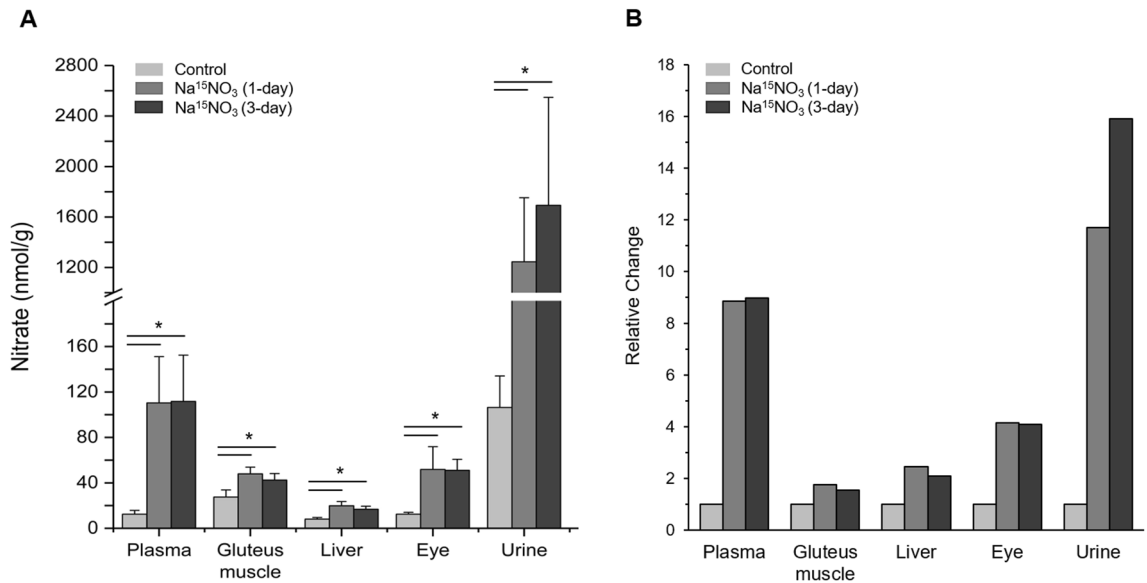 A
Nitrate (nmol/g)
2800
2400
2000
1600
1200
160
120
80
40
0
Control
Na¹⁵NO₃ (1-day)
Na¹⁵NO₃ (3-day)
*
*
*
*
*
Plasma
Gluteus
muscle
Liver
Eye
Urine
B
Relative Change
18
16
14
12
10
8
6
4
2
0
Control
Na¹⁵NO₃ (1-day)
Na¹⁵NO₃ (3-day)
Plasma
Gluteus
muscle
Liver
Eye
Urine